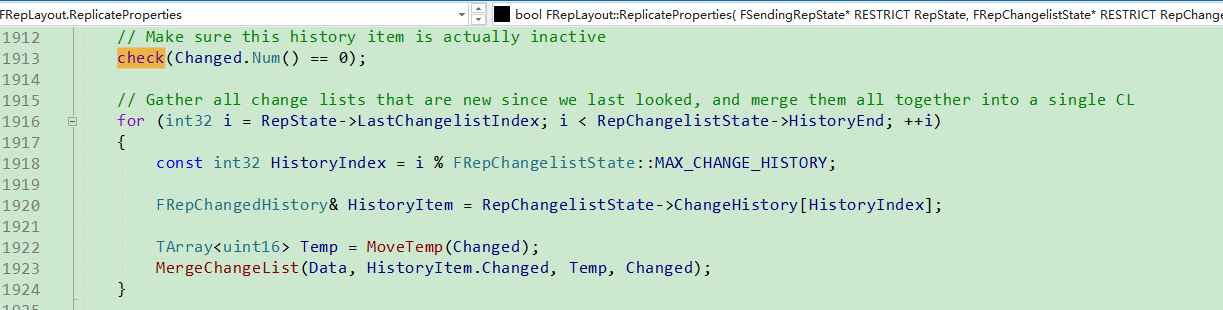 FRepLayout.ReplicateProperties
bool FRepLayout::ReplicateProperties( FSendingRepState* RESTRICT RepState, FRepChangelistState* RESTRICT RepChange
1912 // Make sure this history item is actually inactive
1913 check(Changed.Num() == 0);
1914
1915 // Gather all change lists that are new since we last looked, and merge them all together into a single CL
1916 for (int32 i = RepState->LastChangelistIndex; i < RepChangelistState->HistoryEnd; ++i)
1917 {
1918 const int32 HistoryIndex = i % FRepChangelistState::MAX_CHANGE_HISTORY;
1919
1920 FRepChangedHistory& HistoryItem = RepChangelistState->ChangeHistory[HistoryIndex];
1921
1922 TArray<uint16> Temp = MoveTemp(Changed);
1923 MergeChangeList(Data, HistoryItem.Changed, Temp, Changed);
1924 }